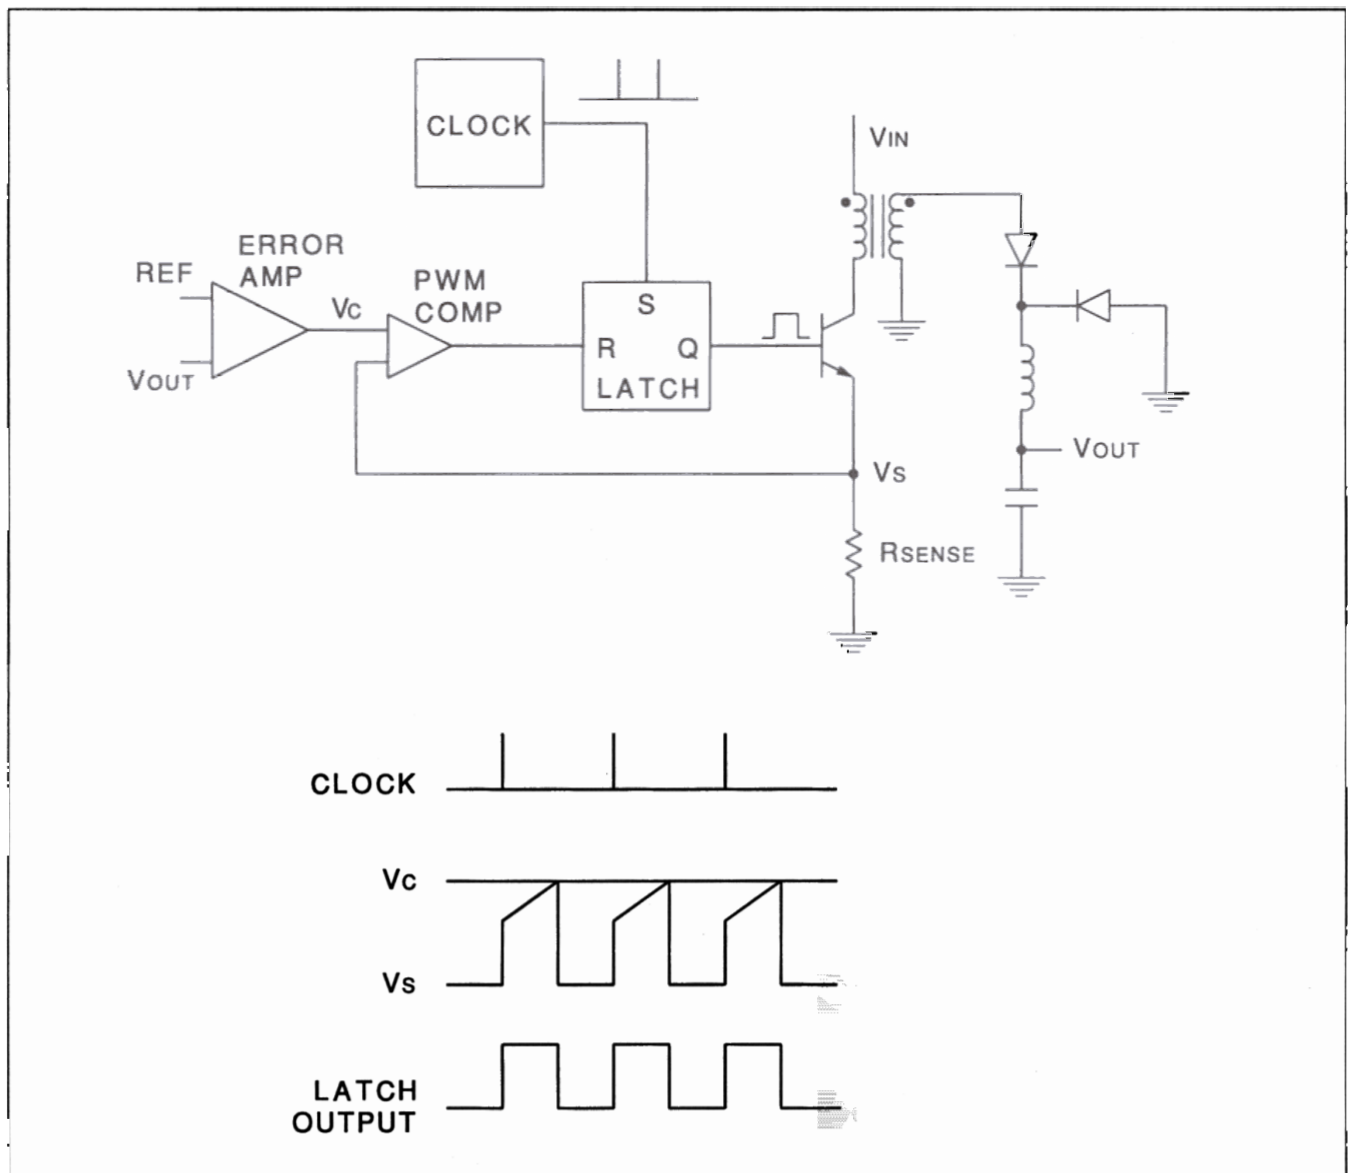 CLOCK
VIN
ERROR
AMP
REF
VC
PWM
COMP
S
R Q
LATCH
VOUT
VOUT
VS
RSENSE
CLOCK
VC
VS
LATCH
OUTPUT